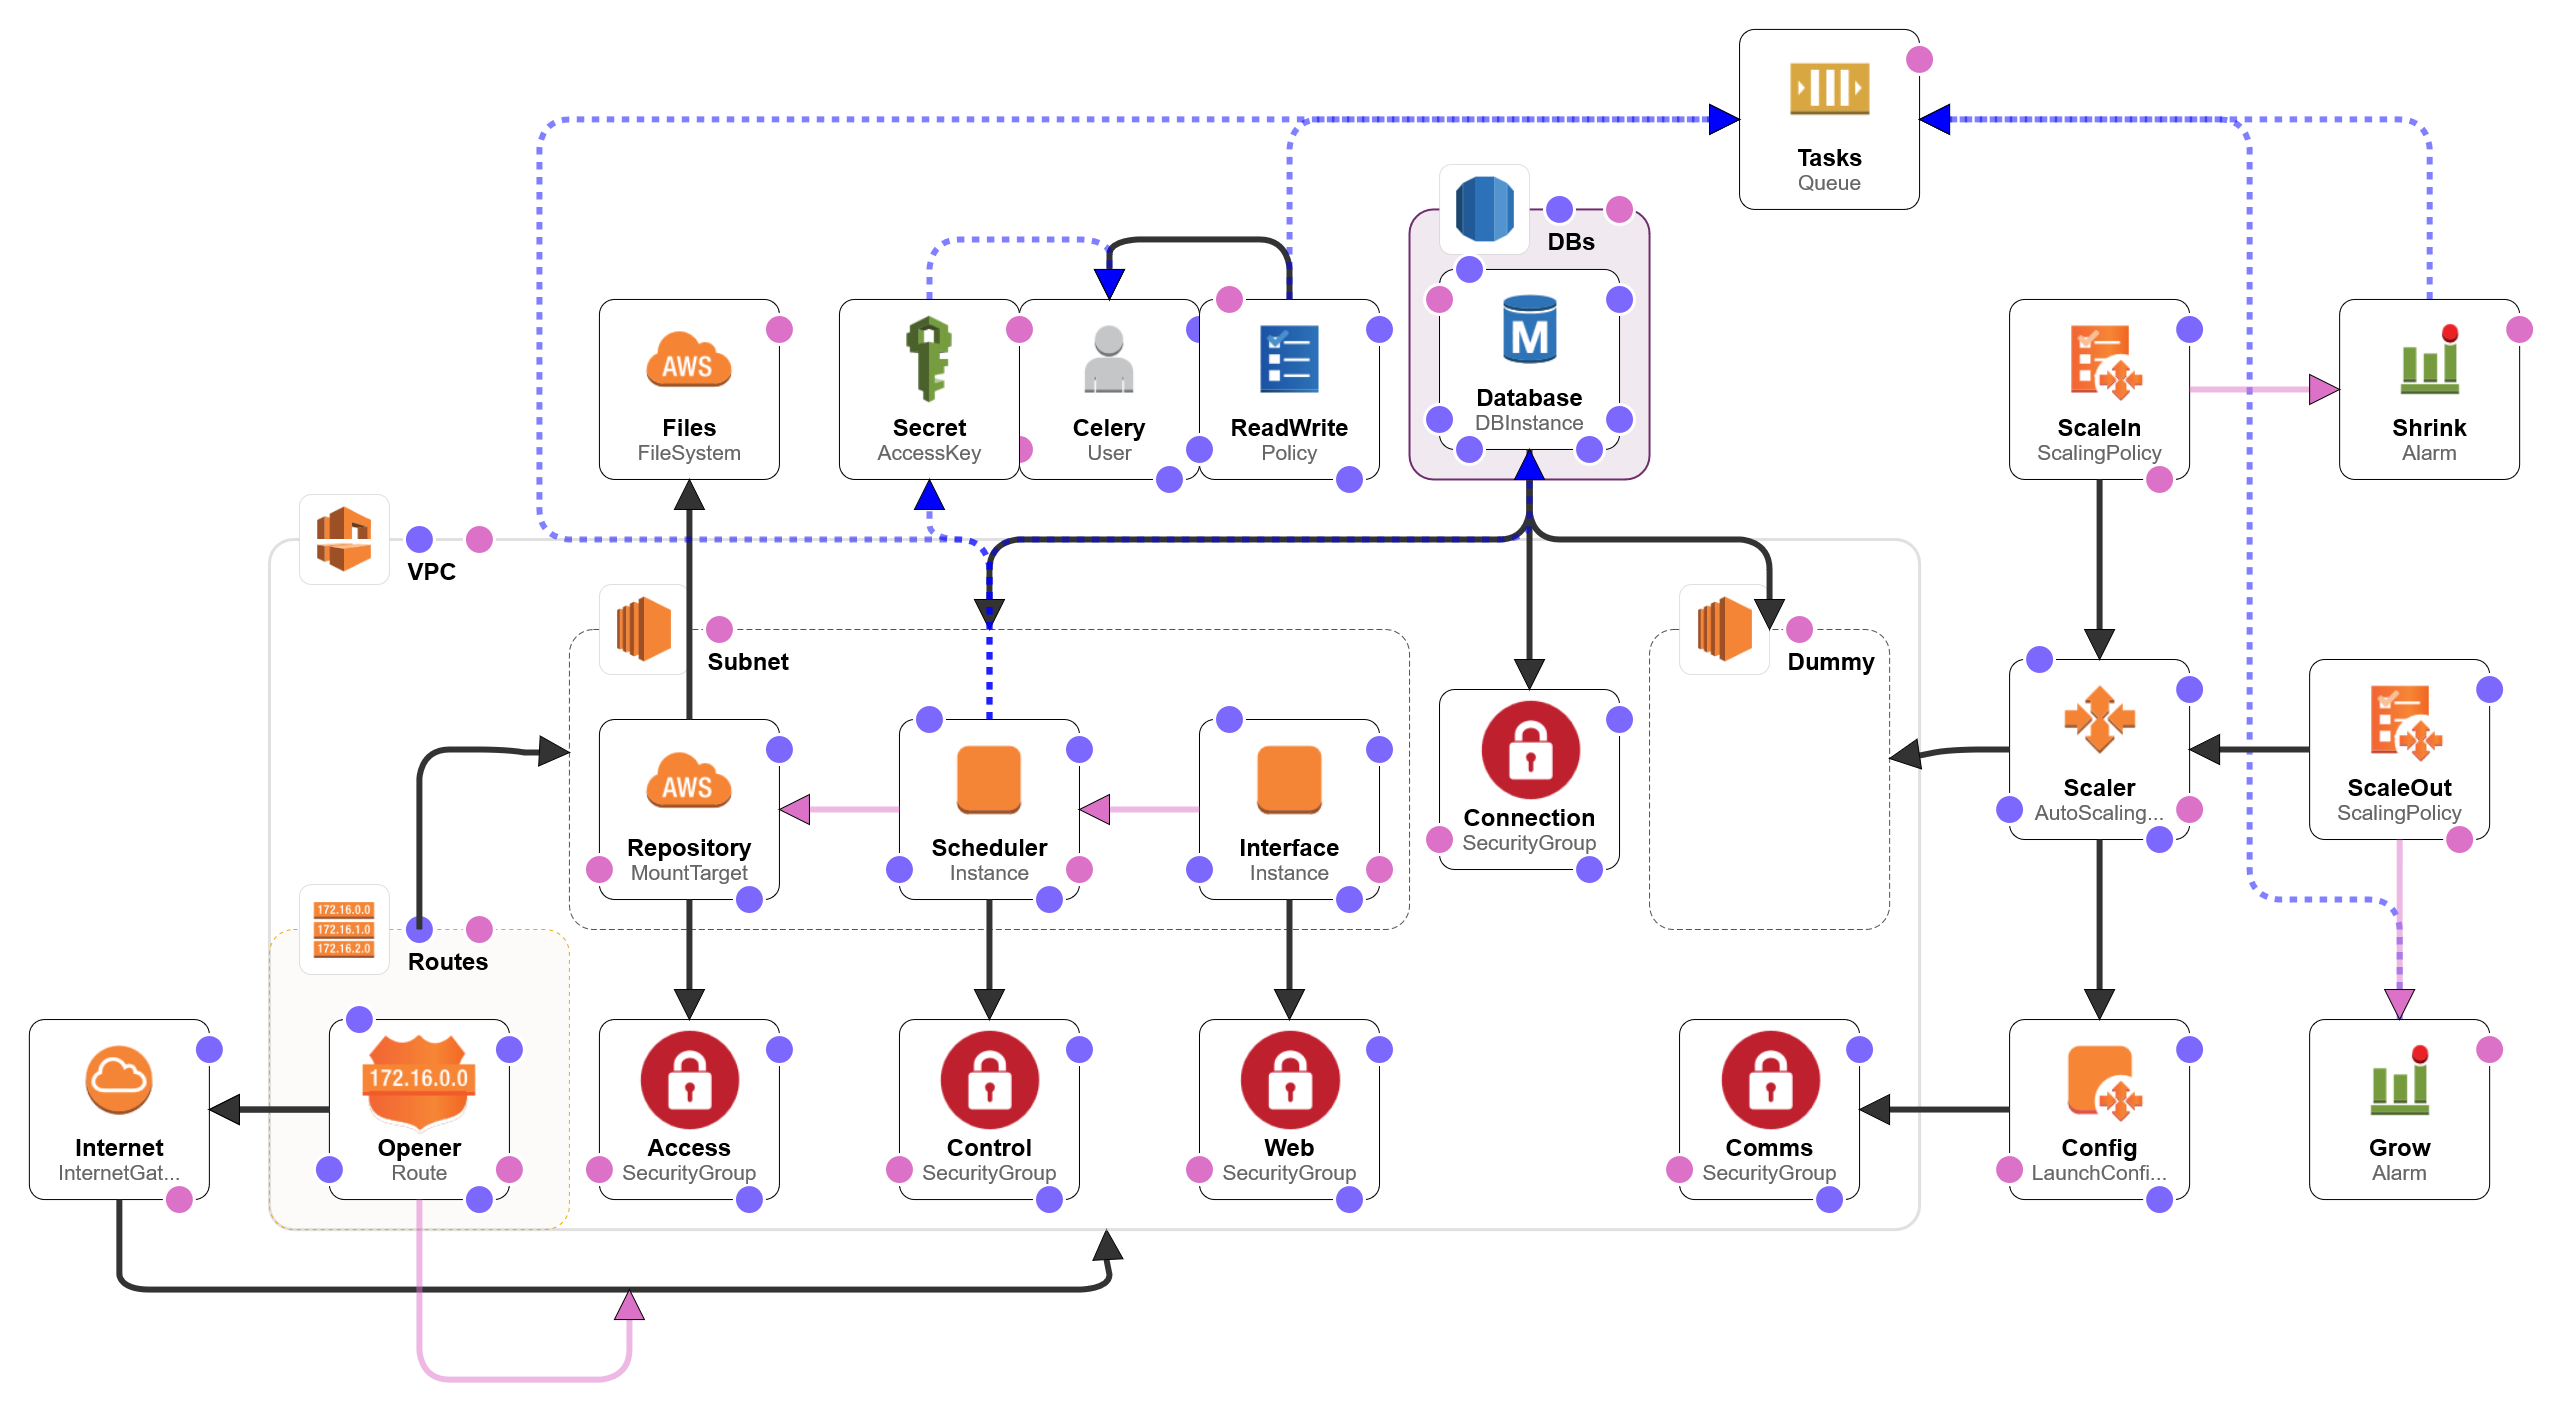 Tasks
Queue
DBs
AWS
Files
FileSystem
Secret
AccessKey
Celery
User
ReadWrite
Policy
M
Database
DBInstance
ScaleIn
ScalingPolicy
Shrink
Alarm
VPC
Subnet
Dummy
AWS
Repository
MountTarget
Scheduler
Instance
Interface
Instance
Connection
SecurityGroup
Scaler
AutoScaling...
ScaleOut
ScalingPolicy
172.16.0.0
172.16.1.0
172.16.2.0
Routes
Internet
InternetGat...
172.16.0.0
Opener
Route
Access
SecurityGroup
Control
SecurityGroup
Web
SecurityGroup
Comms
SecurityGroup
Config
LaunchConfi...
Grow
Alarm